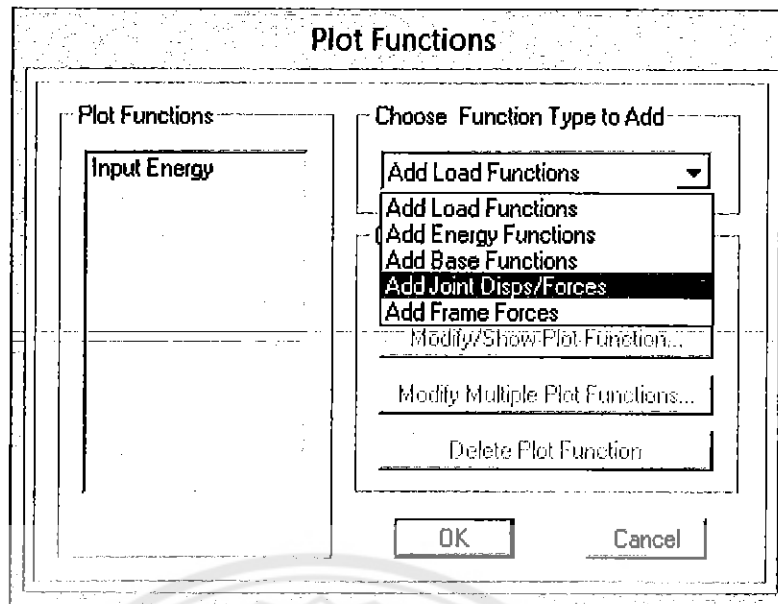 Plot Functions
Plot Functions
Input Energy
Choose Function Type to Add
Add Load Functions
Add Load Functions
Add Energy Functions
Add Base Functions
Add Joint Disps/Forces
Add Frame Forces
Modify/Show Plot Function...
Modify Multiple Plot Functions...
Delete Plot Function
OK
Cancel